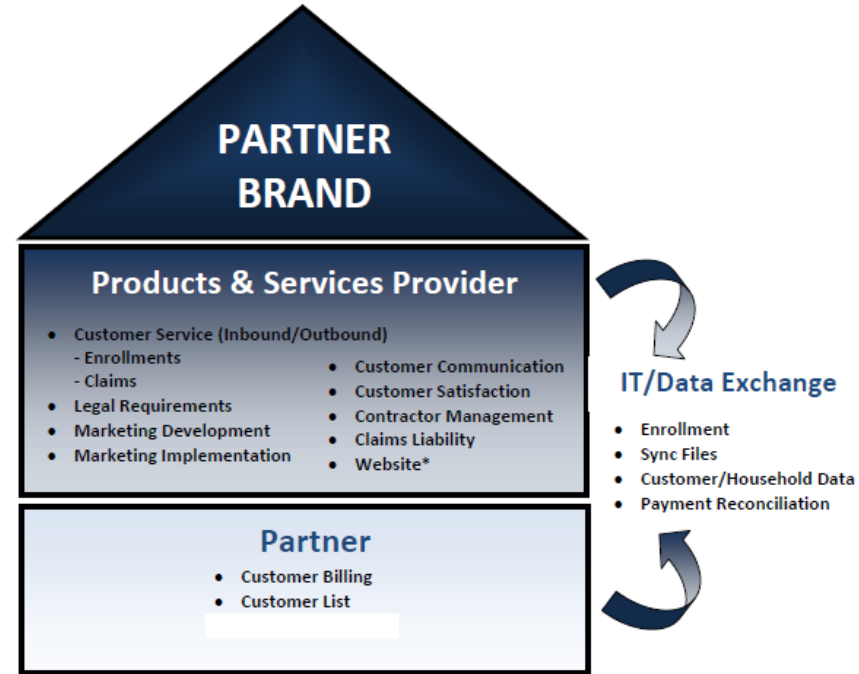 PARTNER
BRAND
Products & Services Provider
• Customer Service (Inbound/Outbound)
- Enrollments
- Claims
• Legal Requirements
• Marketing Development
• Marketing Implementation
• Customer Communication
• Customer Satisfaction
• Contractor Management
• Claims Liability
• Website*
IT/Data Exchange
• Enrollment
• Sync Files
• Customer/Household Data
• Payment Reconciliation
Partner
• Customer Billing
• Customer List